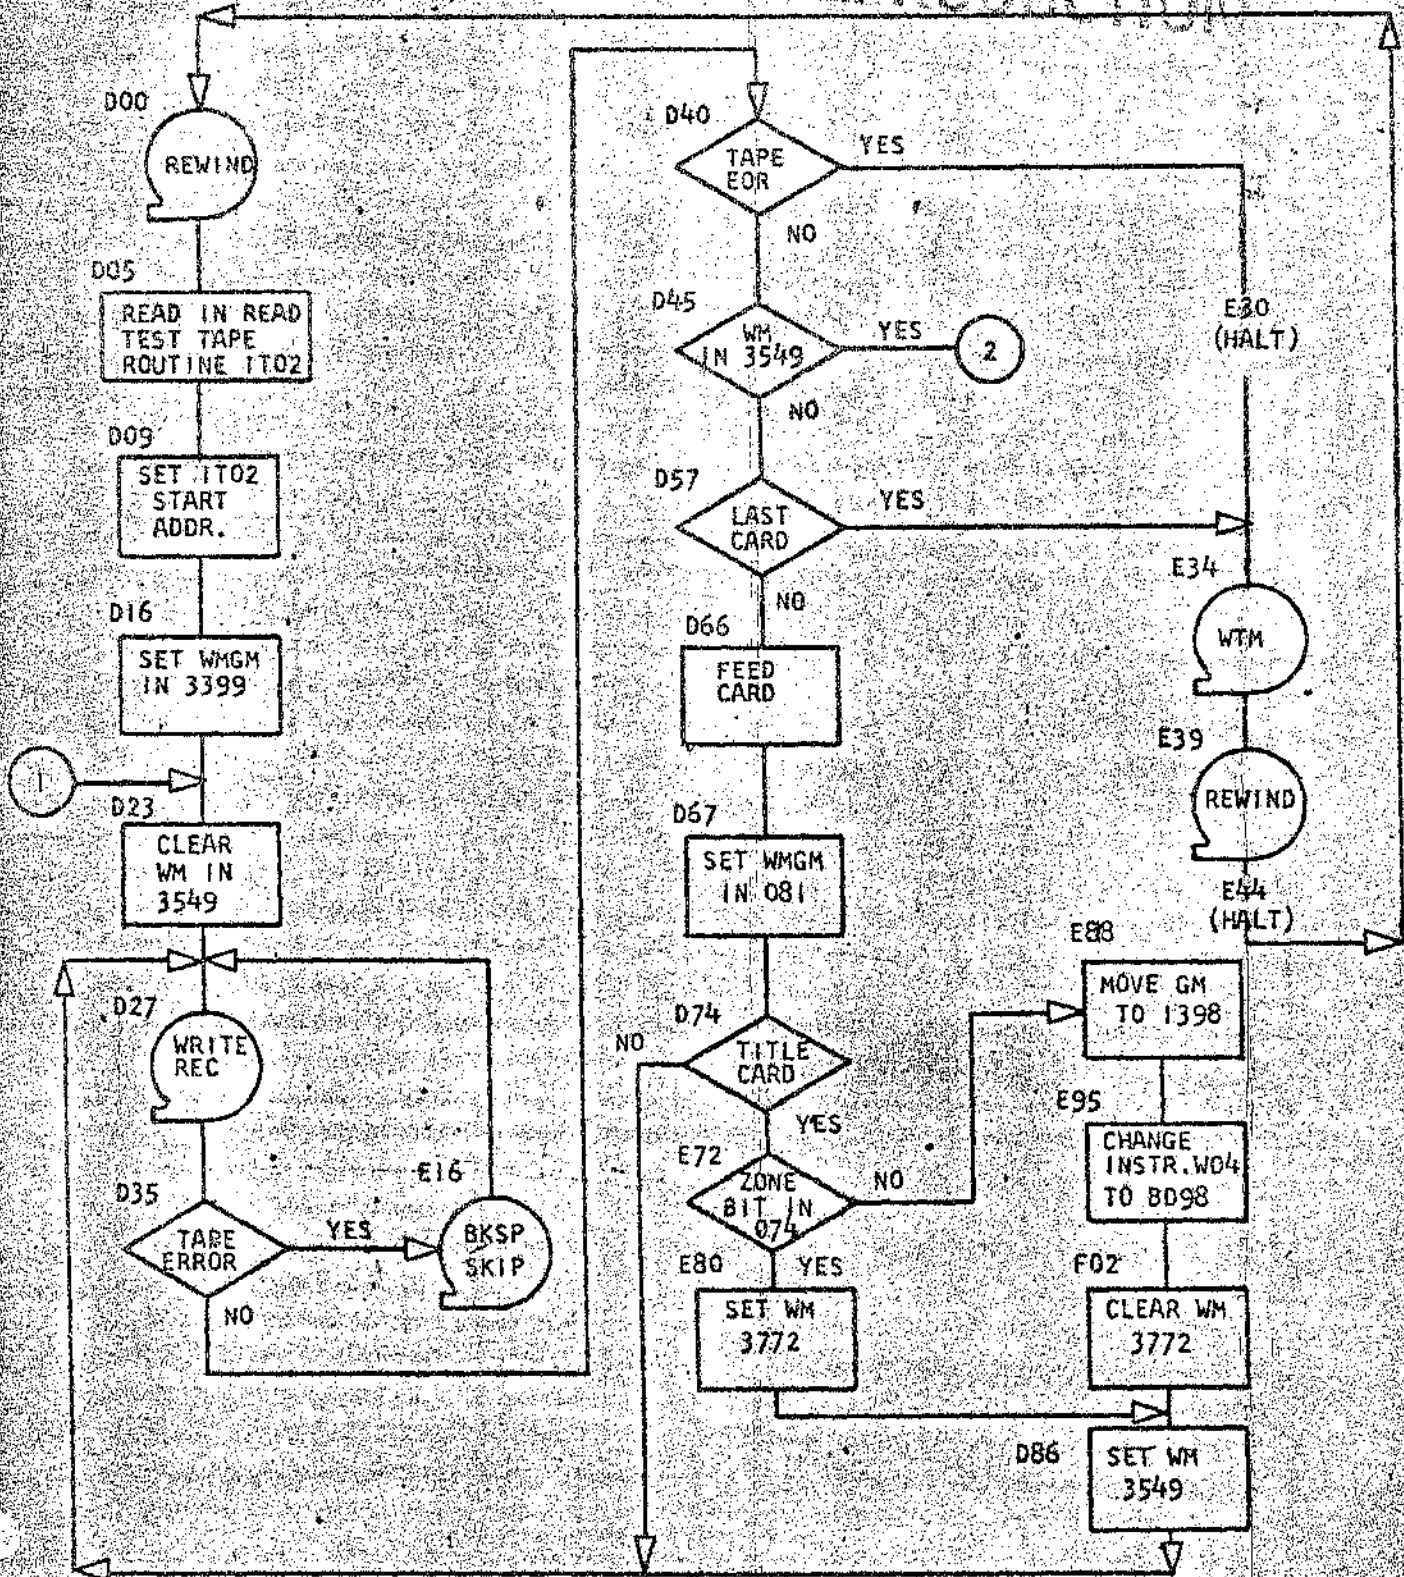 D00
REWIND
D05
READ IN READ
TEST TAPE
ROUTINE 1T02
D09
SET 1T02
START
ADDR.
D16
SET WMGM
IN 3399
1
D23
CLEAR
WM IN
3549
D27
WRITE
REC
D35
TAPE
ERROR
YES
NO
E16
BKSP
SKIP
D40
TAPE
EOR
YES
NO
D45
WM
IN 3549
YES
2
NO
D57
LAST
CARD
YES
NO
D66
FEED
CARD
D67
SET WMGM
IN 081
D74
TITLE
CARD
NO
YES
E72
ZONE
BIT IN
074
NO
YES
E80
SET WM
3772
E30
(HALT)
E34
WTM
E39
REWIND
E44
(HALT)
E88
MOVE GM
TO 1398
E95
CHANGE
INSTR.W04
TO BD98
F02
CLEAR WM
3772
D86
SET WM
3549